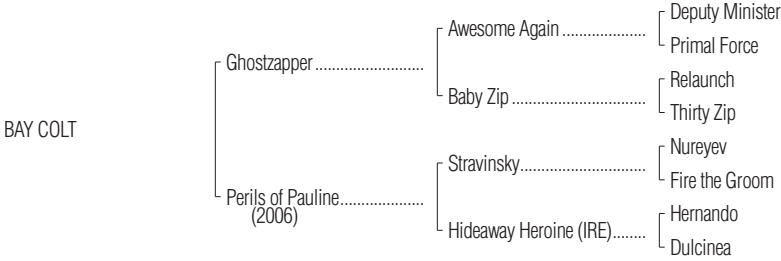 Deputy Minister
Awesome Again ....................
Primal Force
Ghostzapper ..........................
Relaunch
Baby Zip ................................
Thirty Zip
BAY COLT
Nureyev
Stravinsky..............................
Fire the Groom
Perils of Pauline....................
(2006)
Hernando
Hideaway Heroine (IRE)........
Dulcinea